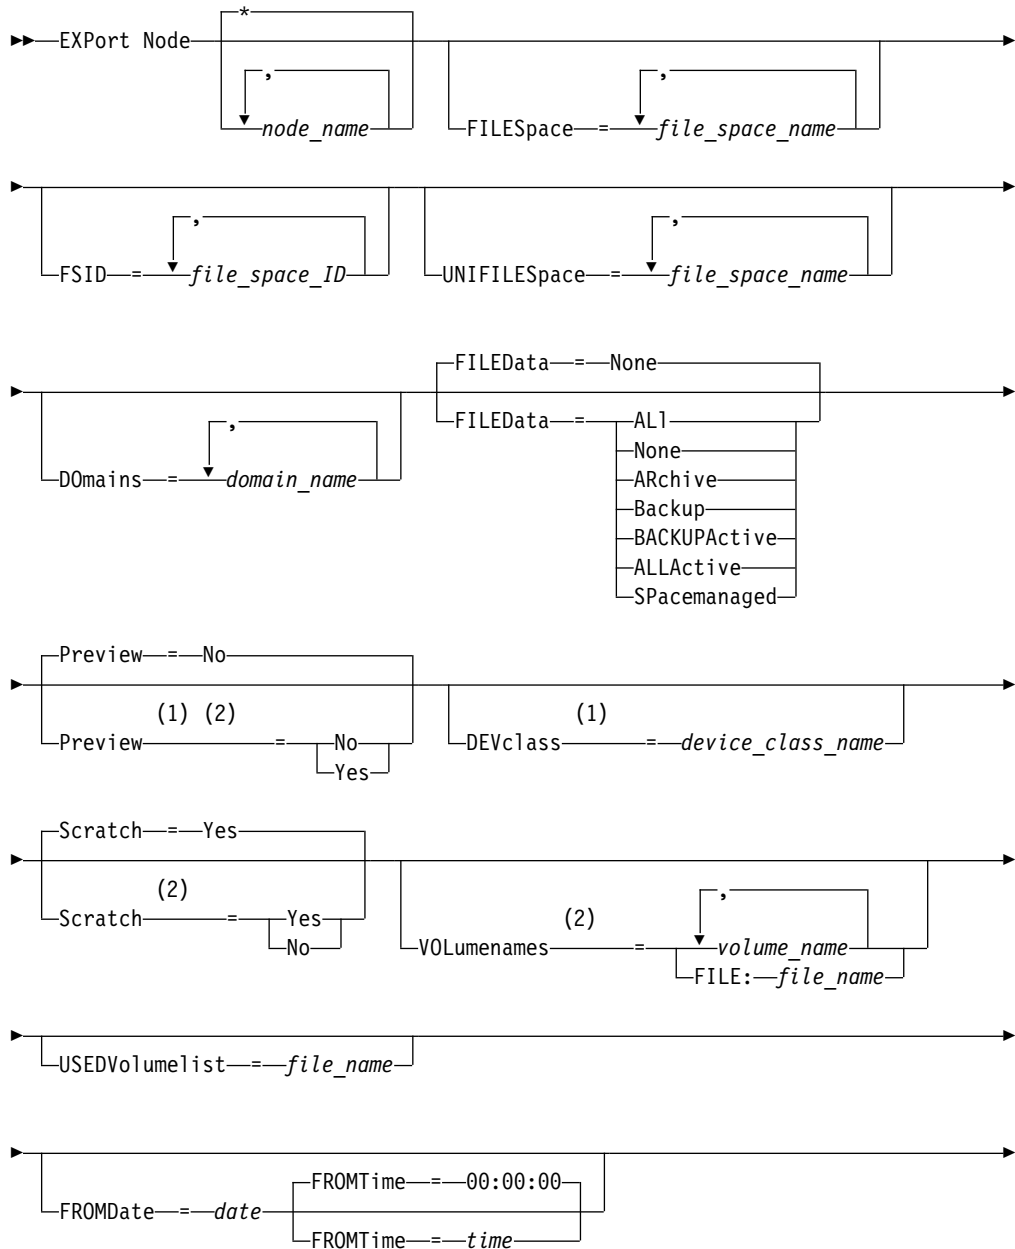 *
EXPort Node
,
node_name
,
FILESpace = file_space_name
,
FSID = file_space_ID
,
UNIFILESpace = file_space_name
,
DOmains = domain_name
FILEData = None
FILEData = ALl
None
ARchive
Backup
BACKUPActive
ALLActive
SPacemanaged
Preview = No
(1) (2)
Preview = No
Yes
(1)
DEVclass = device_class_name
Scratch = Yes
(2)
Scratch = Yes
No
,
(2)
VOLumenames = volume_name
FILE: file_name
USEDVolumelist = file_name
FROMTime = 00:00:00
FROMDate = date
FROMTime = time